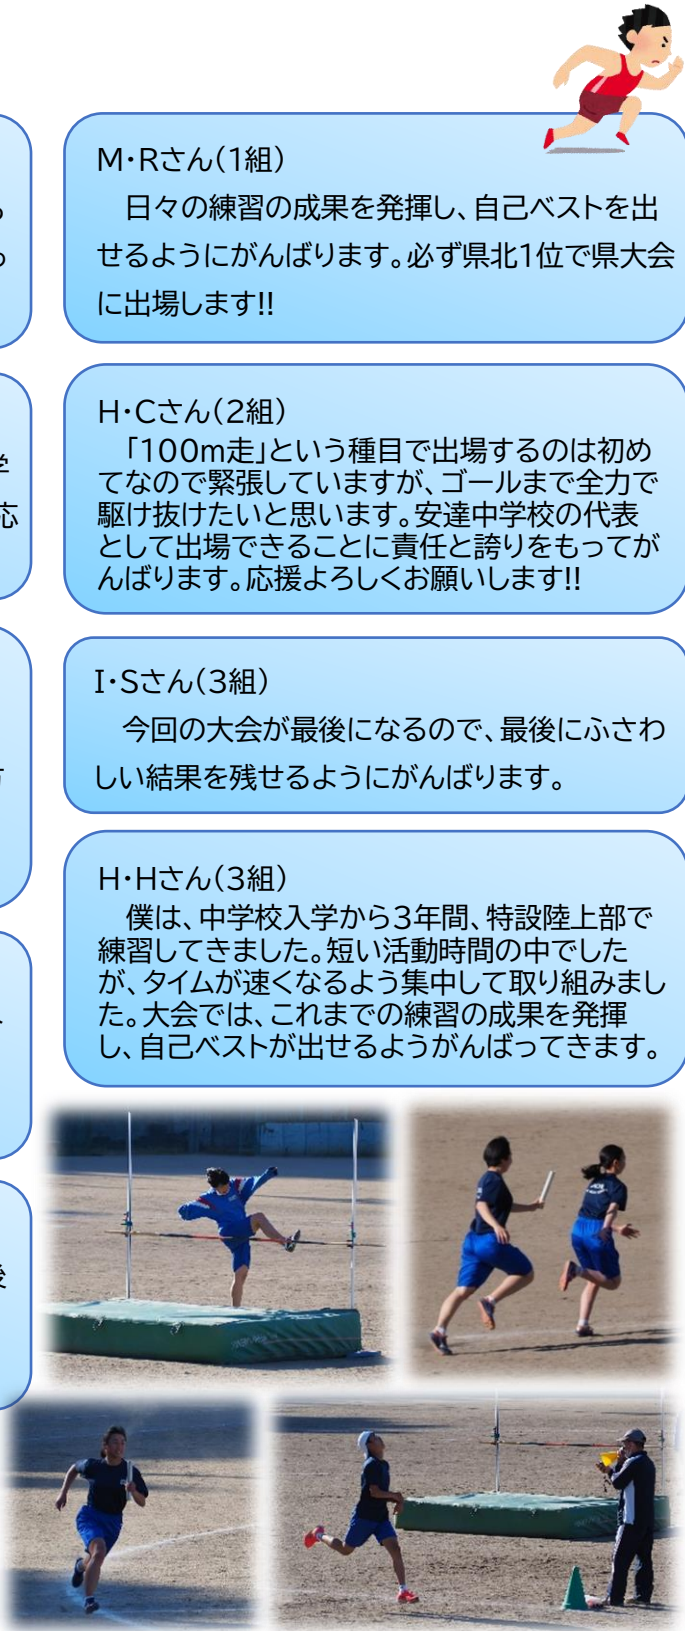 M・Rさん(1組)
日々の練習の成果を発揮し、自己ベストを出
せるようにがんばります。必ず県北1位で県大会
に出場します!!
H・Cさん(2組)
「100m走」という種目で出場するのは初め
てなので緊張していますが、ゴールまで全力で
駆け抜けたいと思います。安達中学校の代表
として出場できることに責任と誇りをもってが
んばります。応援よろしくお願いします!!
I・Sさん(3組)
今回の大会が最後になるので、最後にふさわ
しい結果を残せるようにがんばります。
H・Hさん(3組)
僕は、中学校入学から3年間、特設陸上部で
練習してきました。短い活動時間の中でした
が、タイムが速くなるよう集中して取り組みまし
た。大会では、これまでの練習の成果を発揮
し、自己ベストが出せるようがんばってきます。
応